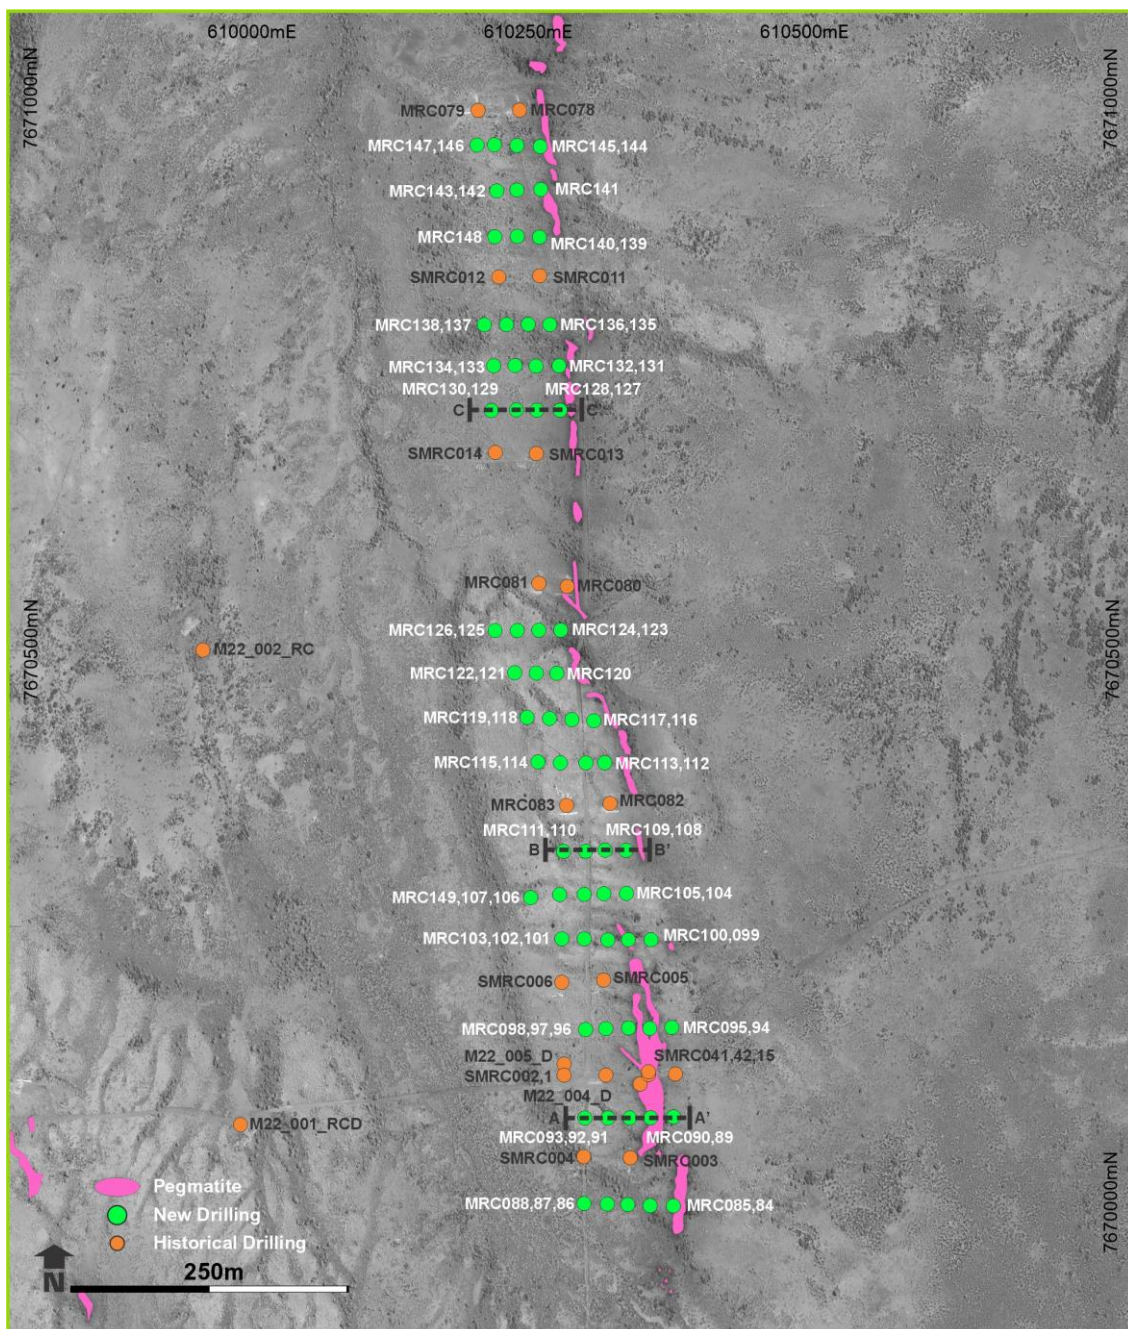 610000mE
610250mE
610500mE
7671000mN
7671000mN
MRC079
MRC078
MRC147,146
MRC145,144
MRC143,142
MRC141
MRC148
MRC140,139
SMRC012
SMRC011
MRC138,137
MRC136,135
MRC134,133
MRC132,131
MRC130,129
MRC128,127
C
C'
SMRC014
SMRC013
MRC081
MRC080
7670500mN
7670500mN
MRC126,125
MRC124,123
M22_002_RC
MRC122,121
MRC120
MRC119,118
MRC117,116
MRC115,114
MRC113,112
MRC083
MRC082
MRC111,110
MRC109,108
B
B'
MRC149,107,106
MRC105,104
MRC103,102,101
MRC100,099
SMRC006
SMRC005
MRC098,97,96
MRC095,94
M22_005_D
SMRC041,42,15
SMRC002,1
M22_004_D
A
A'
M22_001_RCD
MRC093,92,91
MRC090,89
SMRC004
SMRC003
7670000mN
Pegmatite
MRC088,87,86
MRC085,84
New Drilling
Historical Drilling
N
250m